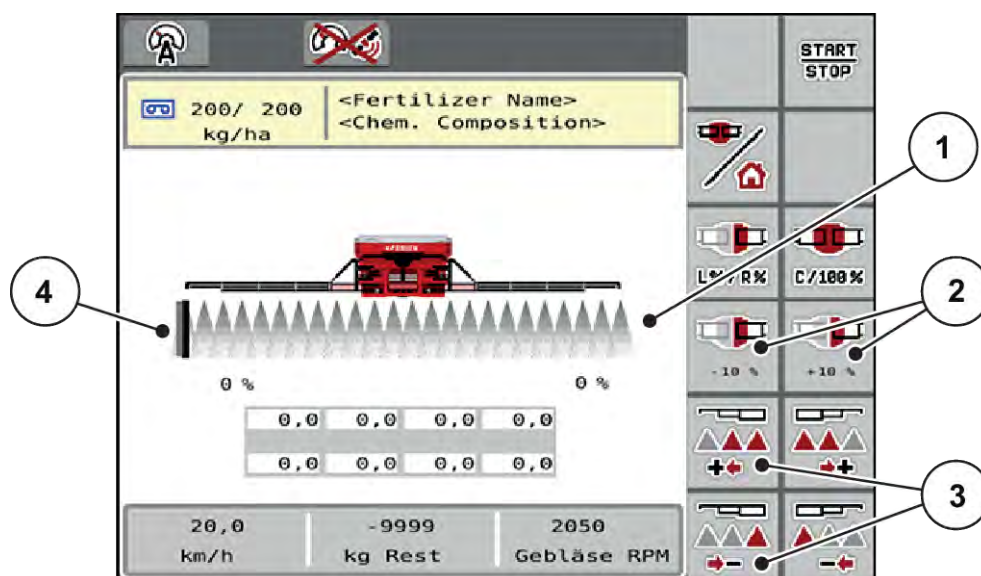 A
START
STOP
200/ 200
kg/ha
<Fertilizer Name>
<Chem. Composition>
1
L%/R%
C/100%
4
2
-10 %
+10 %
0 %
0 %
0,0 0,0 0,0 0,0
0,0 0,0 0,0 0,0
3
20,0
km/h
-9999
kg Rest
2050
Gebläse RPM